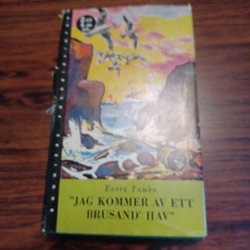 Evert Taube
"JAG KOMMER AV ETT
BRUSAND' HAV"